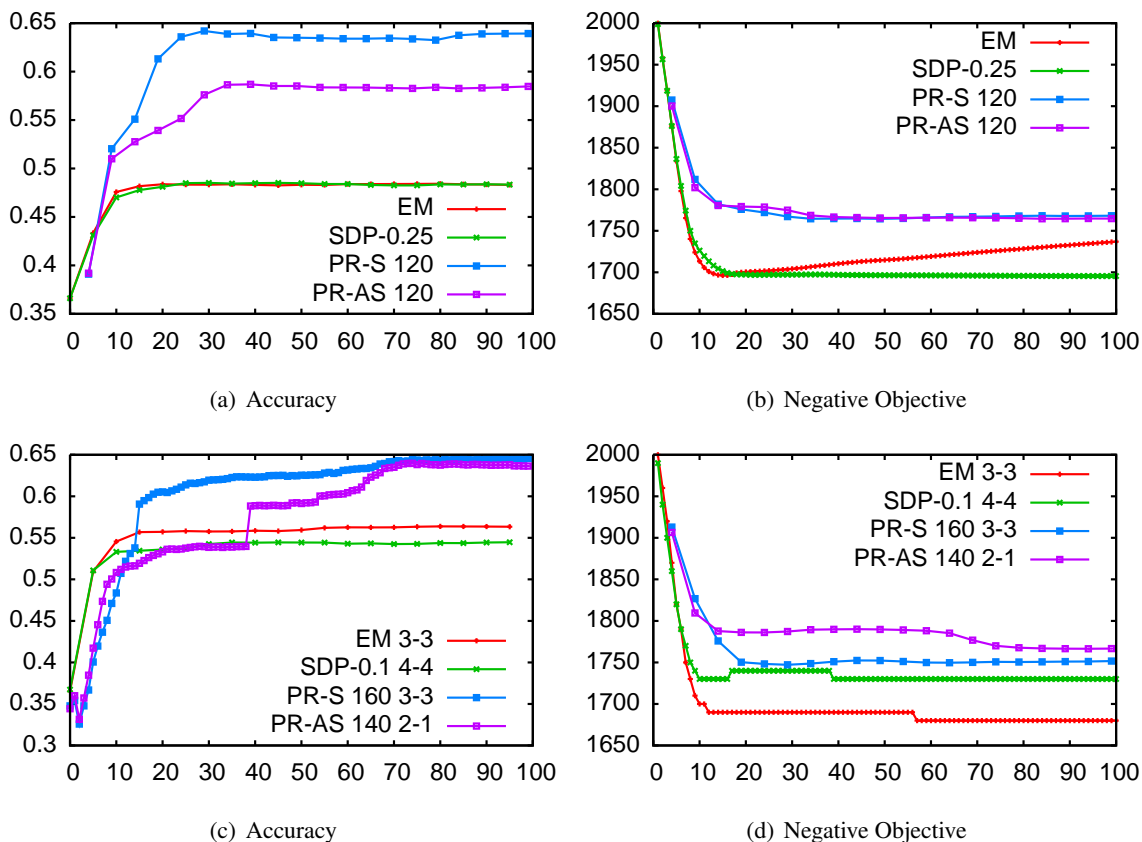 0.65
0.6
0.55
0.5
0.45
0.4
0.35
0 10 20 30 40 50 60 70 80 90 100
EM
SDP-0.25
PR-S 120
PR-AS 120
(a) Accuracy
2000
1950
1900
1850
1800
1750
1700
1650
0 10 20 30 40 50 60 70 80 90 100
EM
SDP-0.25
PR-S 120
PR-AS 120
(b) Negative Objective
0.65
0.6
0.55
0.5
0.45
0.4
0.35
0.3
0 10 20 30 40 50 60 70 80 90 100
EM 3-3
SDP-0.1 4-4
PR-S 160 3-3
PR-AS 140 2-1
(c) Accuracy
2000
1950
1900
1850
1800
1750
1700
1650
0 10 20 30 40 50 60 70 80 90 100
EM 3-3
SDP-0.1 4-4
PR-S 160 3-3
PR-AS 140 2-1
(d) Negative Objective